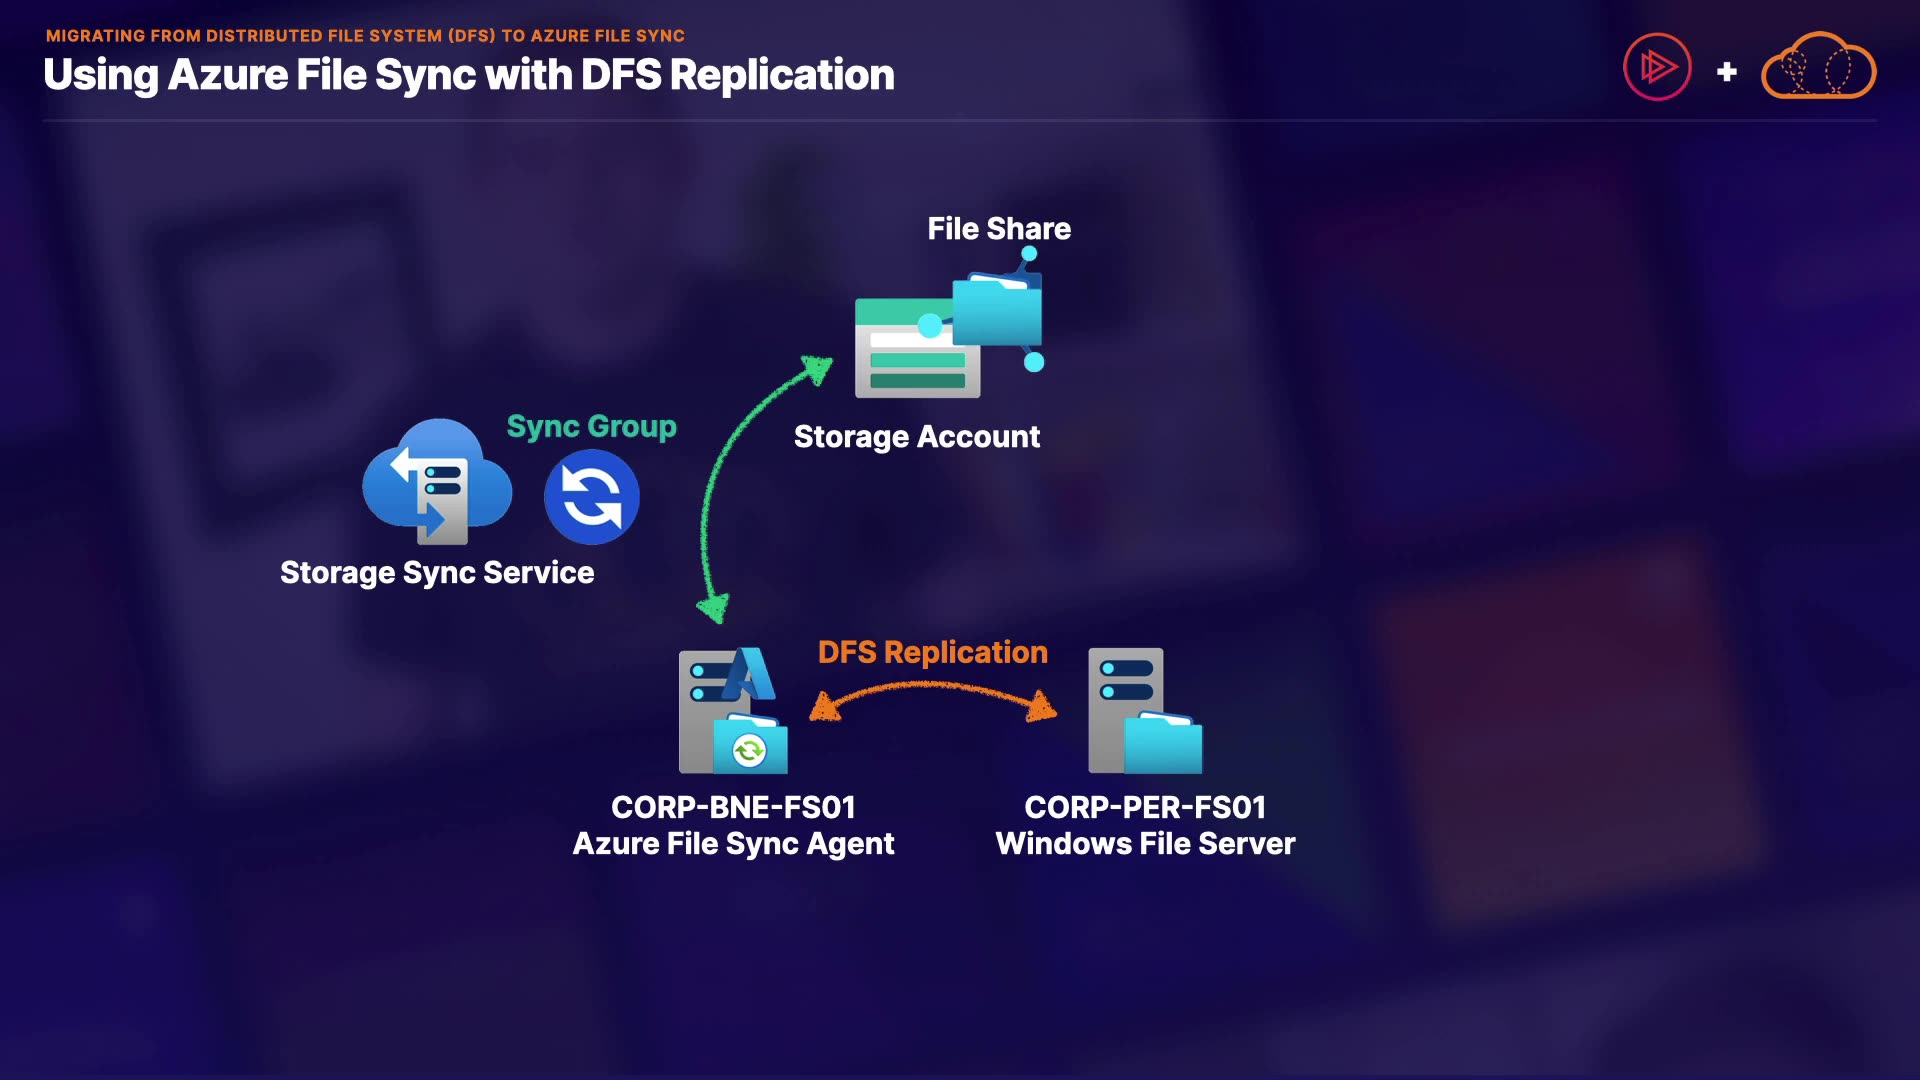 MIGRATING FROM DISTRIBUTED FILE SYSTEM (DFS) TO AZURE FILE SYNC
Using Azure File Sync with DFS Replication
File Share
Storage Account
Sync Group
Storage Sync Service
DFS Replication
CORP-BNE-FS01
Azure File Sync Agent
CORP-PER-FS01
Windows File Server